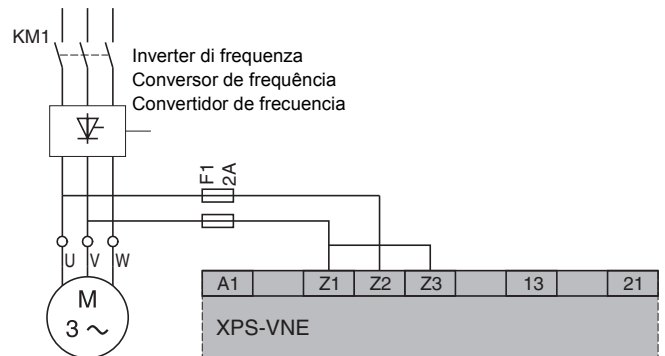 KM1
Inverter di frequenza
Conversor de frequência
Convertidor de frecuencia
F1
2A
U V W
M
3 ~
A1 Z1 Z2 Z3 13 21
XPS-VNE